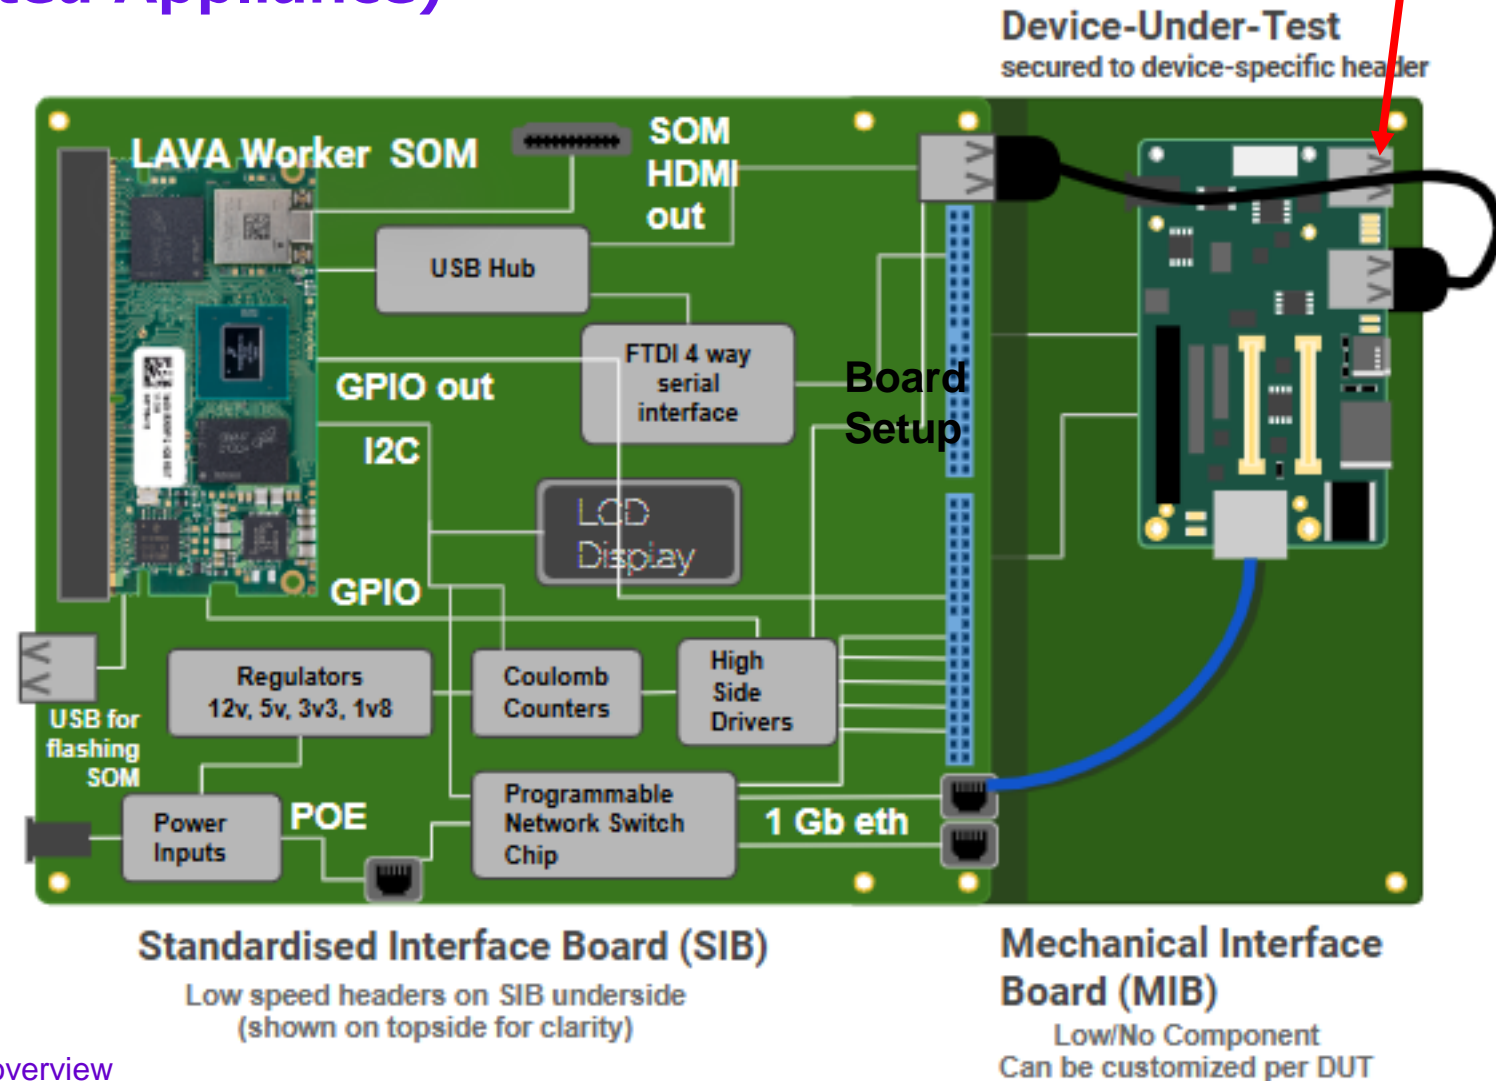 Appliance)
Device-Under-Test
secured to device-specific header
LAVA Worker SOM
SOM
HDMI
out
USB Hub
FTDI 4 way
serial
interface
Board
Setup
GPIO out
I2C
LCD
Display
GPIO
Regulators
12v, 5v, 3v3, 1v8
Coulomb
Counters
High
Side
Drivers
USB for
flashing
SOM
Power
Inputs
POE
Programmable
Network Switch
Chip
1 Gb eth
Standardised Interface Board (SIB)
Low speed headers on SIB underside
(shown on topside for clarity)
Mechanical Interface
Board (MIB)
Low/No Component
Can be customized per DUT
overview